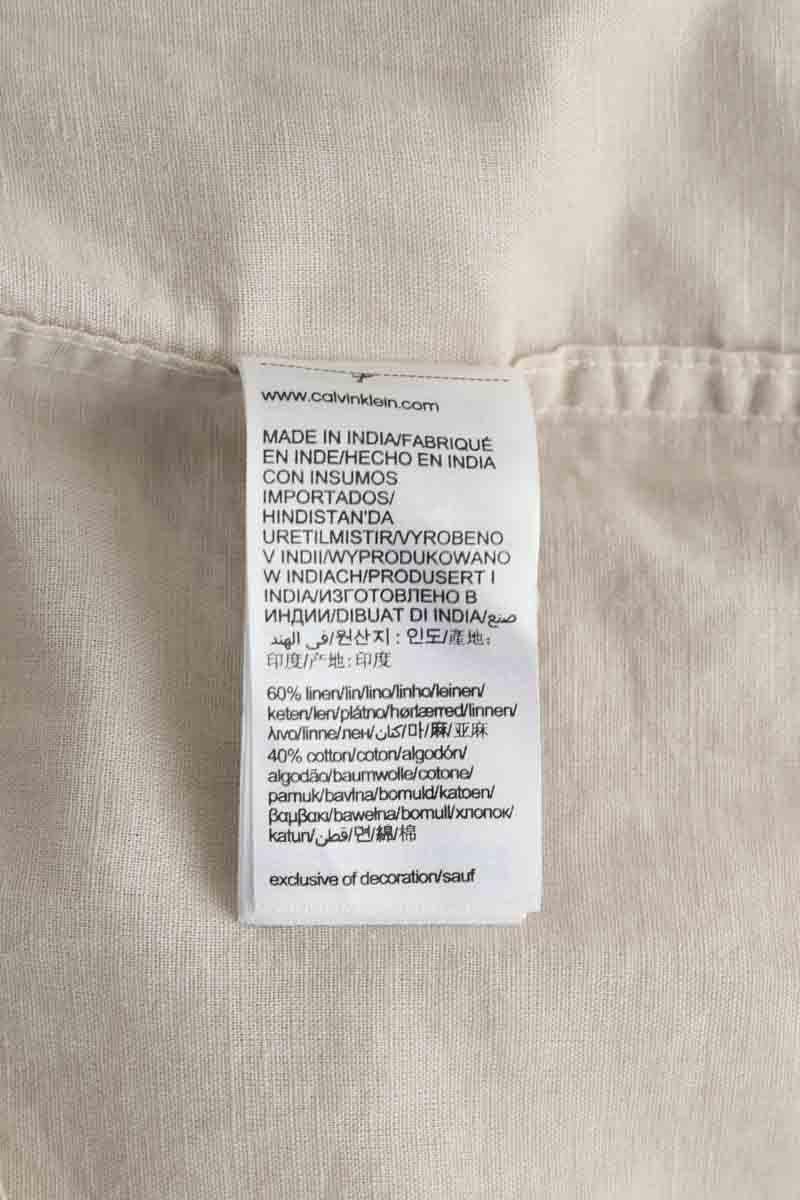 www.calvinklein.com
MADE IN INDIA/FABRIQUÉ
EN INDE/HECHO EN INDIA
CON INSUMOS
IMPORTADOS/
HINDISTAN'DA
URETILMISTIR/VYROBENO
V INDII/WYPRODUKOWANO
W INDIACH/PRODUSERT I
INDIA/ИЗГОТОВЛЕНО В
ИНДИИ/DIBUAT DI INDIA/صنع
في الهند/원산지 : 인도/產地:
印度/产地:印度
60% linen/lin/lino/linho/leinen/
keten/len/plátno/hørlærred/linnen/
λινο/linne/лен/كتان/마/麻/亚麻
40% cotton/coton/algodón/
algodão/baumwolle/cotone/
pamuk/bavlna/bomuld/katoen/
βαμβακι/bawełna/bomull/хлопок/
katun/قطن/면/綿/棉
exclusive of decoration/sauf